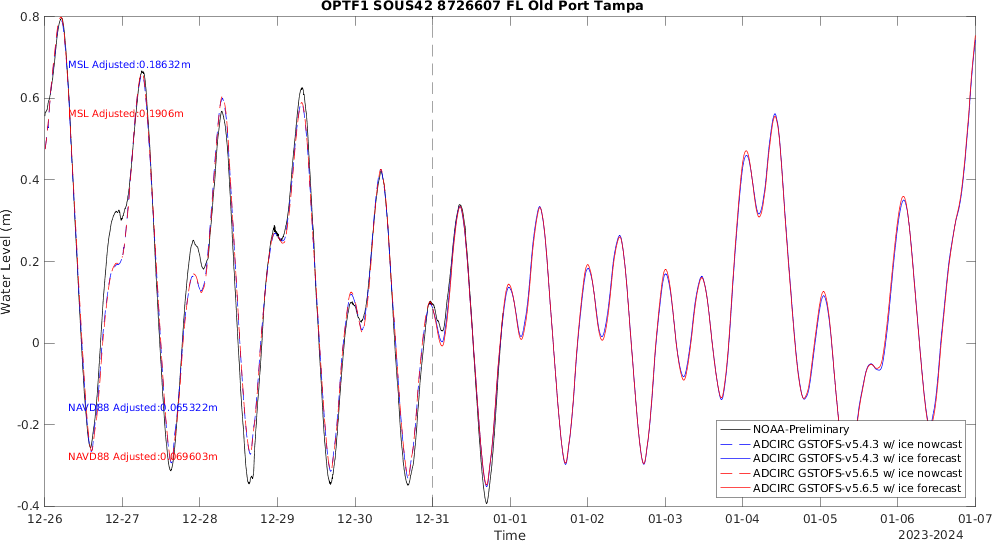 OPTF1 SOUS42 8726607 FL Old Port Tampa
Water Level (m)
0.8
0.6
0.4
0.2
0
-0.2
-0.4
MSL Adjusted:0.18632m
MSL Adjusted:0.1906m
NAVD88 Adjusted:0.065322m
NAVD88 Adjusted:0.069603m
NOAA-Preliminary
ADCIRC GSTOFS-v5.4.3 w/ ice nowcast
ADCIRC GSTOFS-v5.4.3 w/ ice forecast
ADCIRC GSTOFS-v5.6.5 w/ ice nowcast
ADCIRC GSTOFS-v5.6.5 w/ ice forecast
12-26 12-27 12-28 12-29 12-30 12-31 01-01 01-02 01-03 01-04 01-05 01-06 01-07
Time
2023-2024